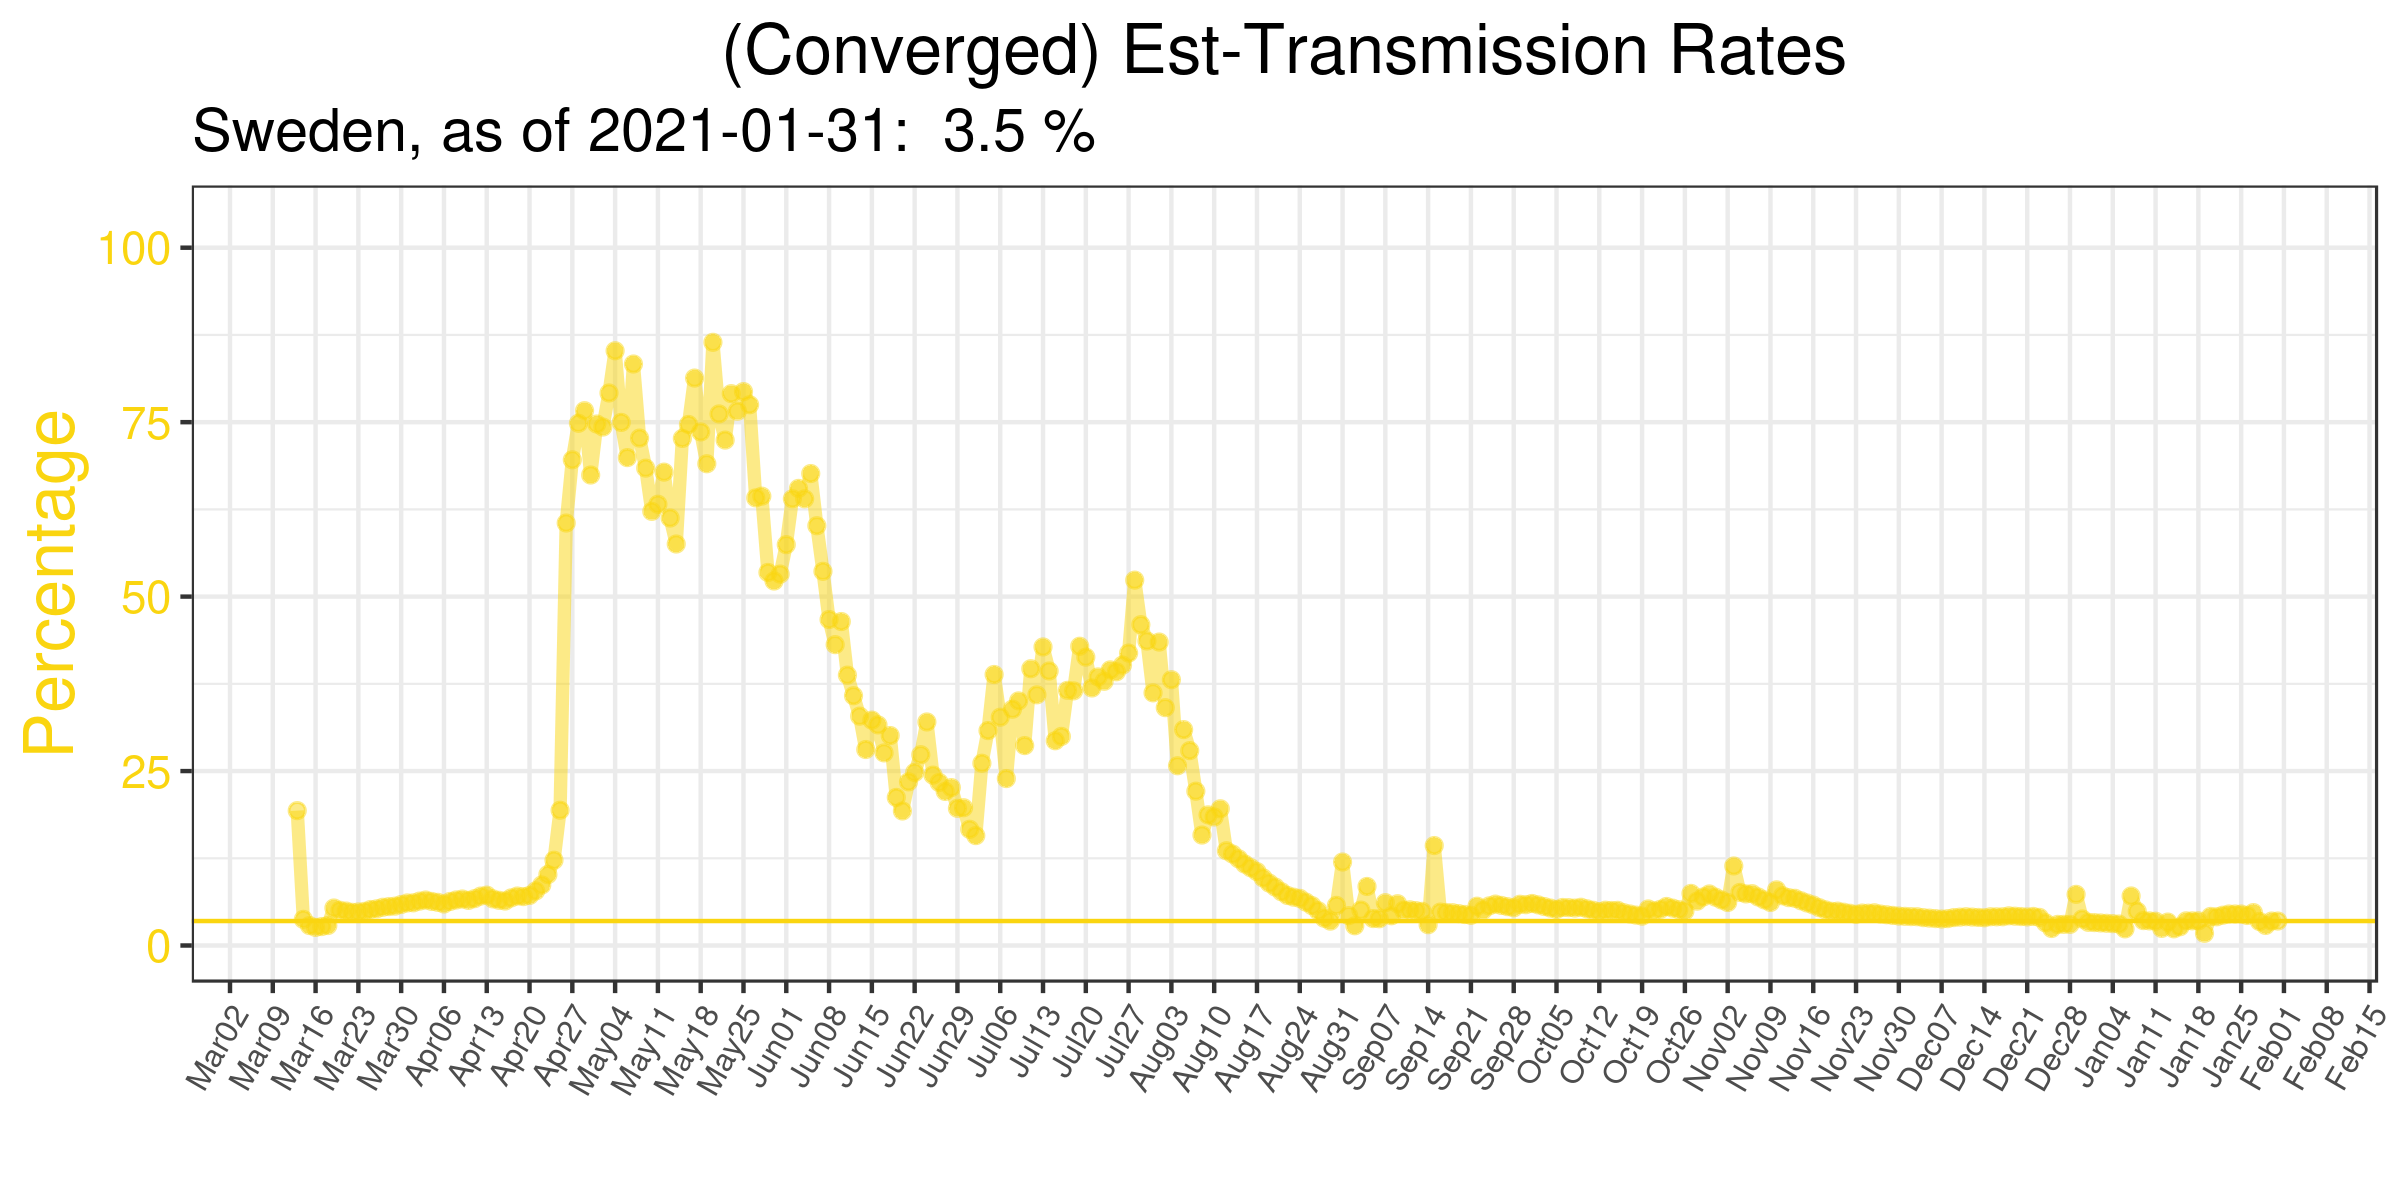 (Converged) Est-Transmission Rates
Sweden, as of 2021-01-31:  3.5 %
Percentage
100
75
50
25
0
Mar02
Mar09
Mar16
Mar23
Mar30
Apr06
Apr13
Apr20
Apr27
May04
May11
May18
May25
Jun01
Jun08
Jun15
Jun22
Jun29
Jul06
Jul13
Jul20
Jul27
Aug03
Aug10
Aug17
Aug24
Aug31
Sep07
Sep14
Sep21
Sep28
Oct05
Oct12
Oct19
Oct26
Nov02
Nov09
Nov16
Nov23
Nov30
Dec07
Dec14
Dec21
Dec28
Jan04
Jan11
Jan18
Jan25
Feb01
Feb08
Feb15